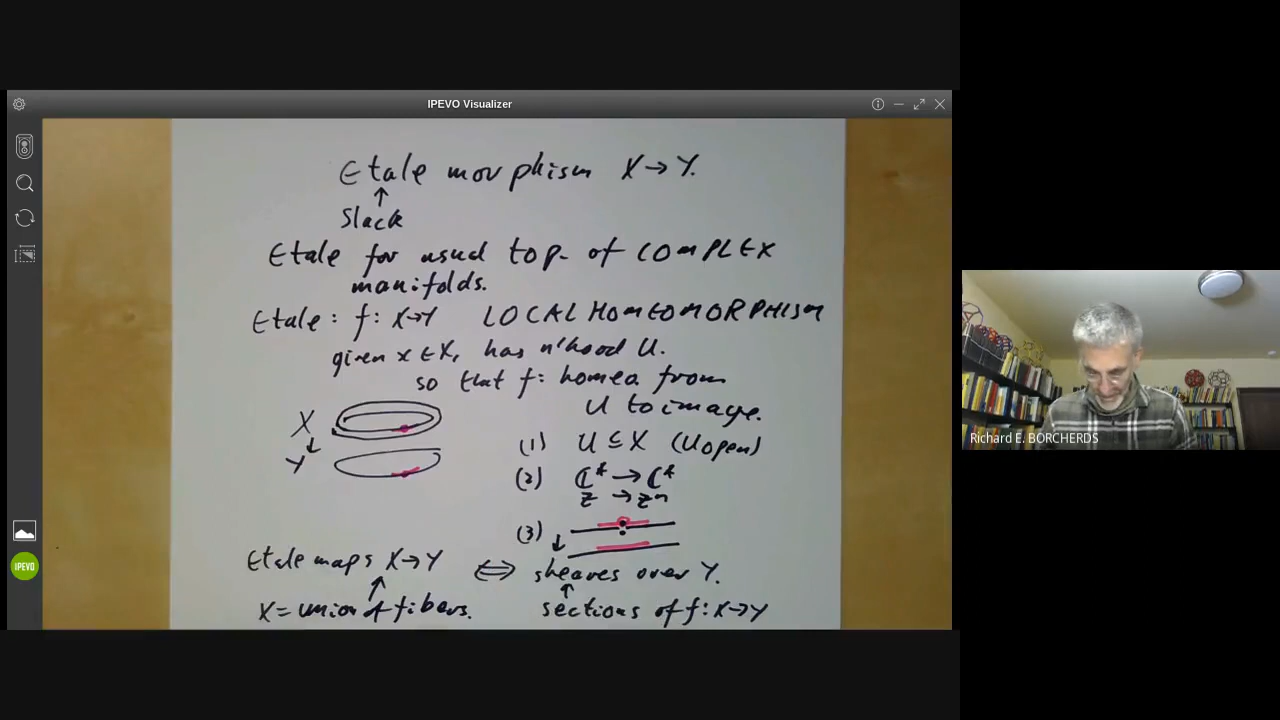 IPEVO Visualizer
Etale morphism X→Y.
↑
Slack
Etale for usual top. of COMPLEX
manifolds.
Etale: f: X→Y LOCAL HOMEOMORPHISM
given x∈X, has n'hood U.
so that f: homeo from
U to image.
X
↓
Y
(1) U⊆X (U open)
(2) ℂ* → ℂ*
z → zⁿ
(3)
Etale maps X→Y ⇔ sheaves over Y.
X = union of fibers.
sections of f: X→Y
IPEVO
Richard E. BORCHERDS